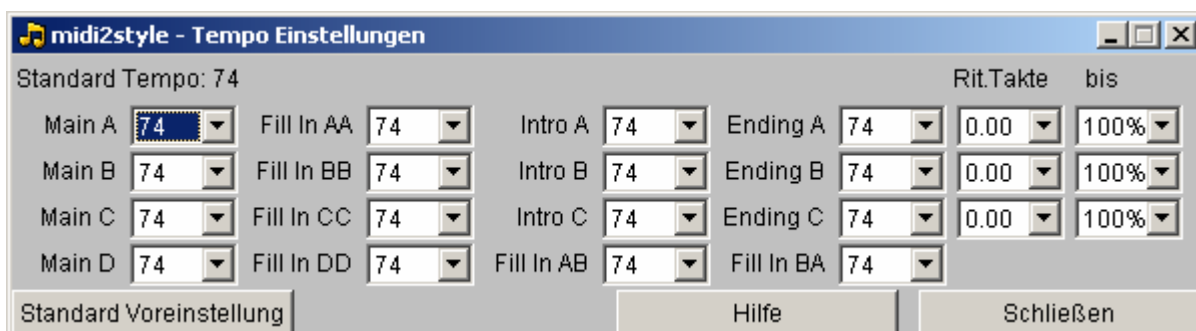 midi2style - Tempo Einstellungen
Standard Tempo: 74 Rit.Takte bis
Main A 74 Fill In AA 74 Intro A 74 Ending A 74 0.00 100%
Main B 74 Fill In BB 74 Intro B 74 Ending B 74 0.00 100%
Main C 74 Fill In CC 74 Intro C 74 Ending C 74 0.00 100%
Main D 74 Fill In DD 74 Fill In AB 74 Fill In BA 74
Standard Voreinstellung Hilfe Schließen